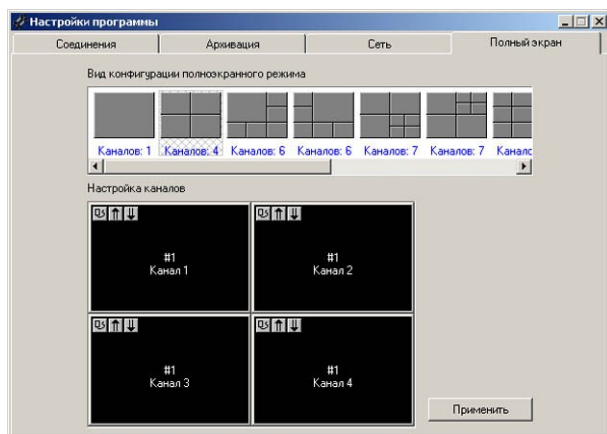 Настройки программы
Соединения Архивация Сеть Полный экран
Вид конфигурации полноэкранного режима
Каналов: 1 Каналов: 4 Каналов: 6 Каналов: 6 Каналов: 7 Каналов: 7 Каналс
Настройка каналов
#1 #1
Канал 1 Канал 2
#1 #1
Канал 3 Канал 4
Применить